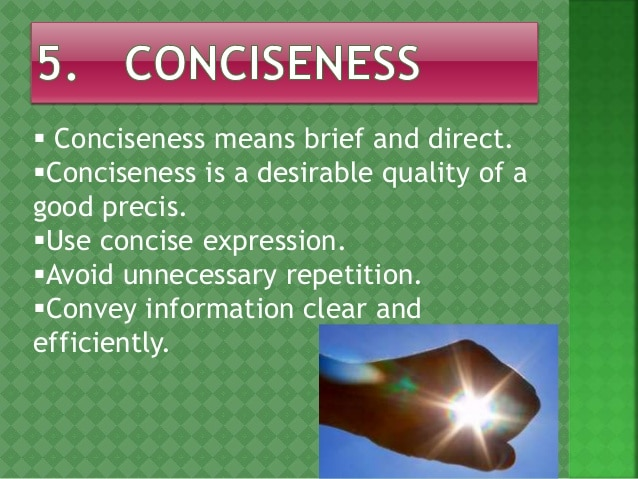 5. CONCISENESS
▪ Conciseness means brief and direct.
▪Conciseness is a desirable quality of a
good precis.
▪Use concise expression.
▪Avoid unnecessary repetition.
▪Convey information clear and
efficiently.